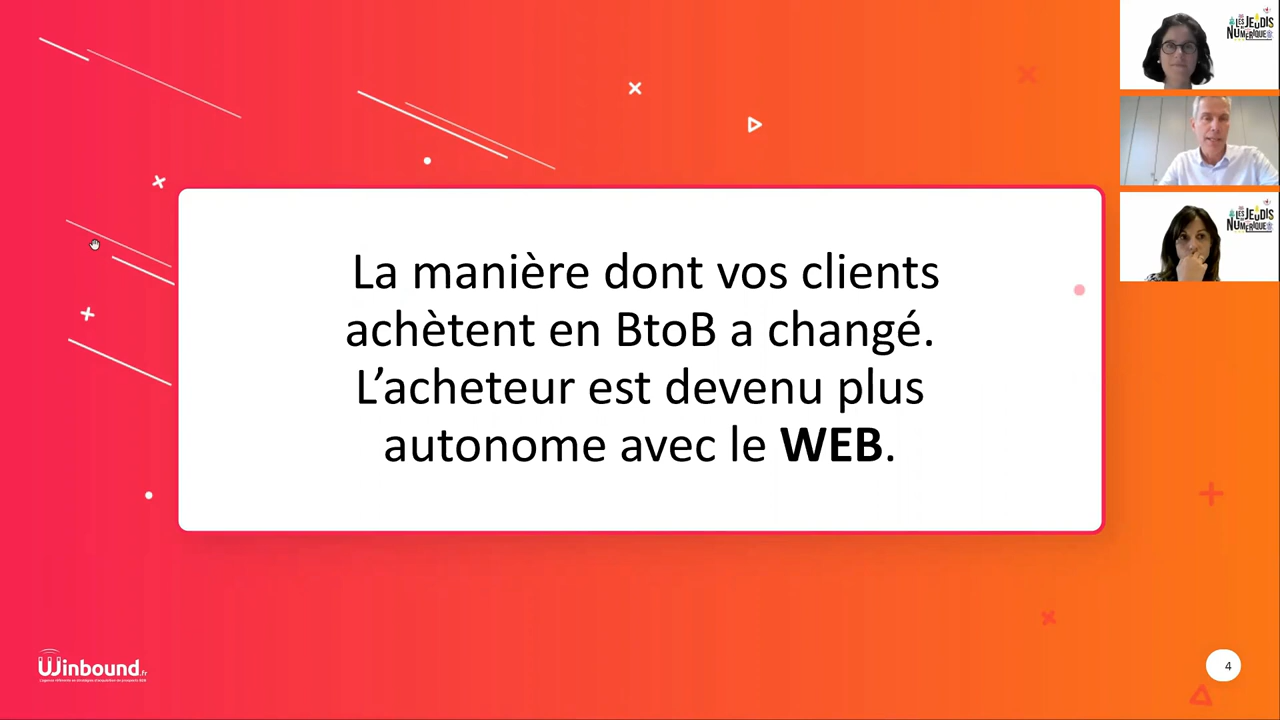 La manière dont vos clients
achètent en BtoB a changé.
L’acheteur est devenu plus
autonome avec le WEB.
LES JEUDIS
NUMÉRIQUE
LES JEUDIS
NUMÉRIQUE
Winbound.fr
4